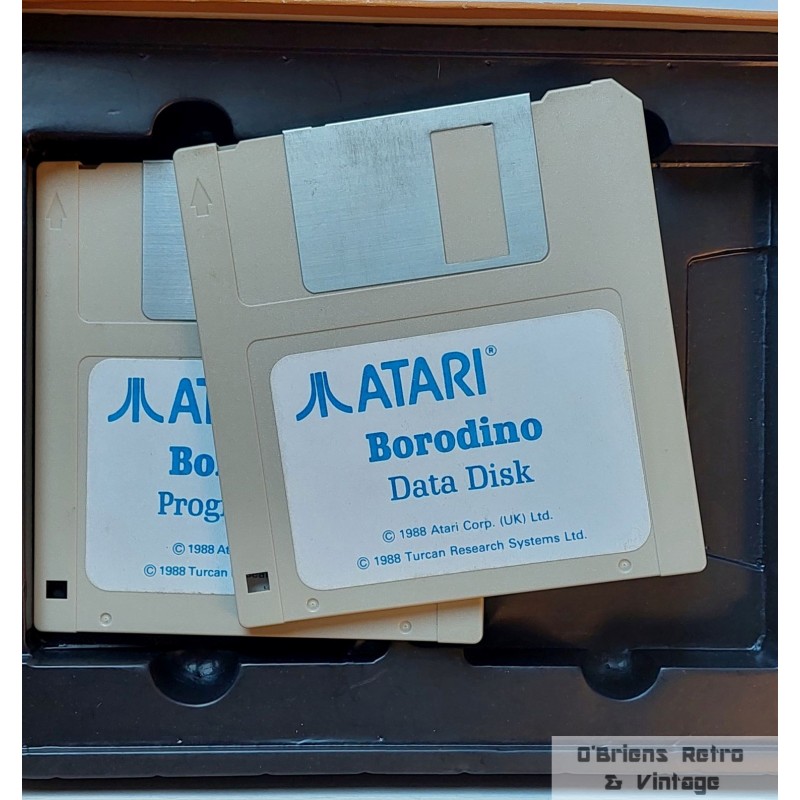 ATARI®
Borodino
Data Disk
© 1988 Atari Corp. (UK) Ltd.
© 1988 Turcan Research Systems Ltd.
AT
Bo
Prog
© 1988 At
© 1988 Turcan
O'Briens Retro
& Vintage